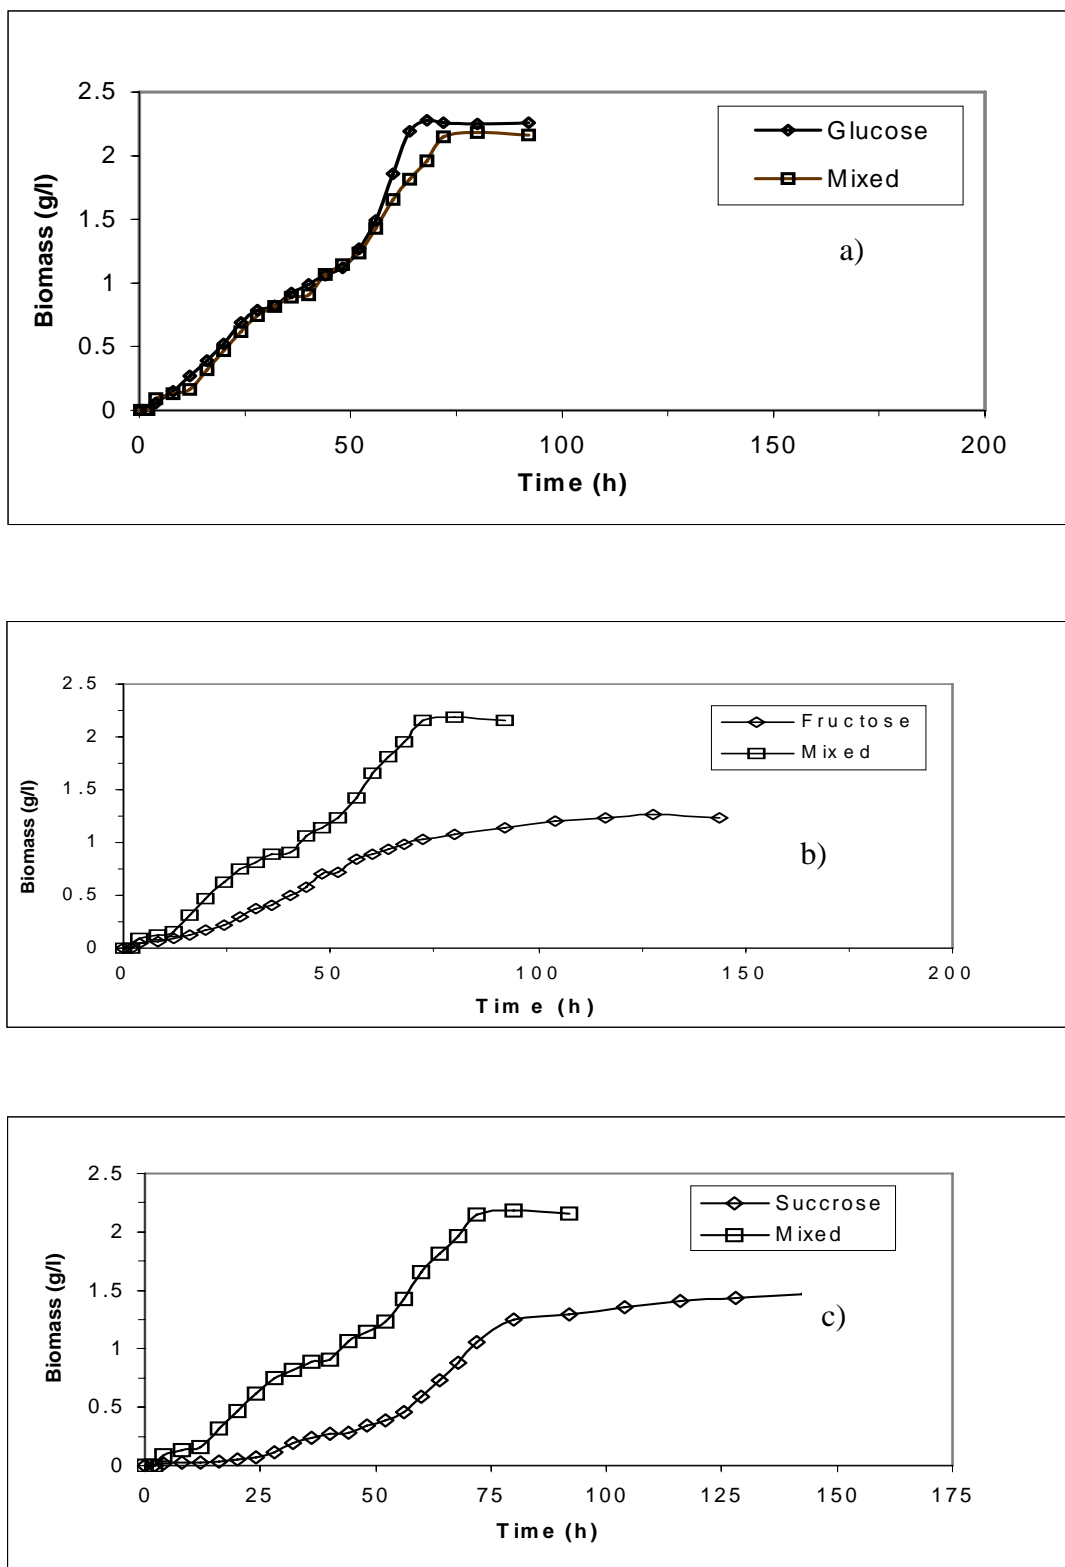 2.5
2
1.5
1
0.5
0
Biomass (g/l)
Glucose
Mixed
a)
0 50 100 150 200
Time (h)
2.5
2
1.5
1
0.5
0
Biomass (g/l)
Fructose
Mixed
b)
0 50 100 150 200
Time (h)
2.5
2
1.5
1
0.5
0
Biomass (g/l)
Succrose
Mixed
c)
0 25 50 75 100 125 150 175
Time (h)